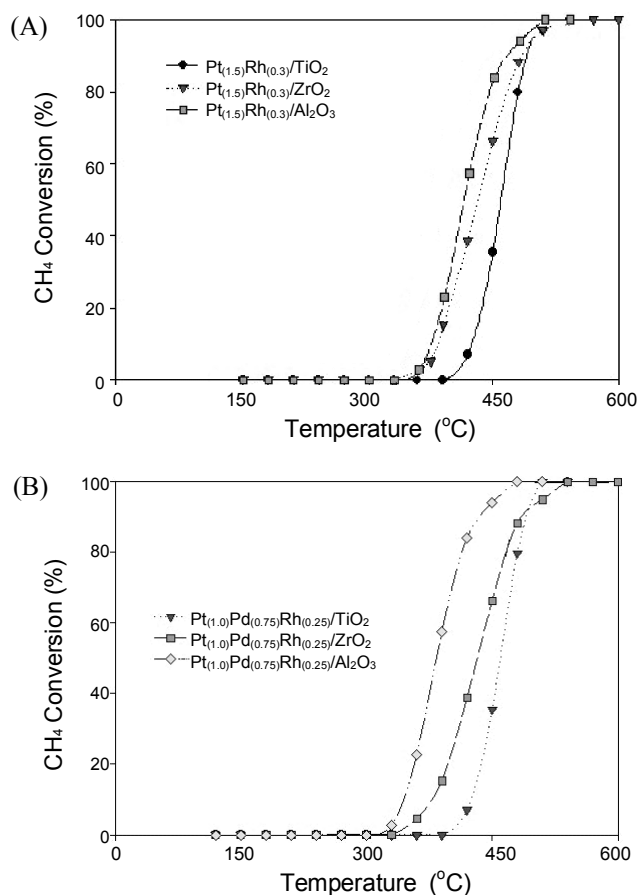 (A)
Pt(1.5)Rh(0.3)/TiO2
Pt(1.5)Rh(0.3)/ZrO2
Pt(1.5)Rh(0.3)/Al2O3
CH4 Conversion (%)
100
80
60
40
20
0
0 150 300 450 600
Temperature (oC)
(B)
Pt(1.0)Pd(0.75)Rh(0.25)/TiO2
Pt(1.0)Pd(0.75)Rh(0.25)/ZrO2
Pt(1.0)Pd(0.75)Rh(0.25)/Al2O3
CH4 Conversion (%)
100
80
60
40
20
0
0 150 300 450 600
Temperature (oC)